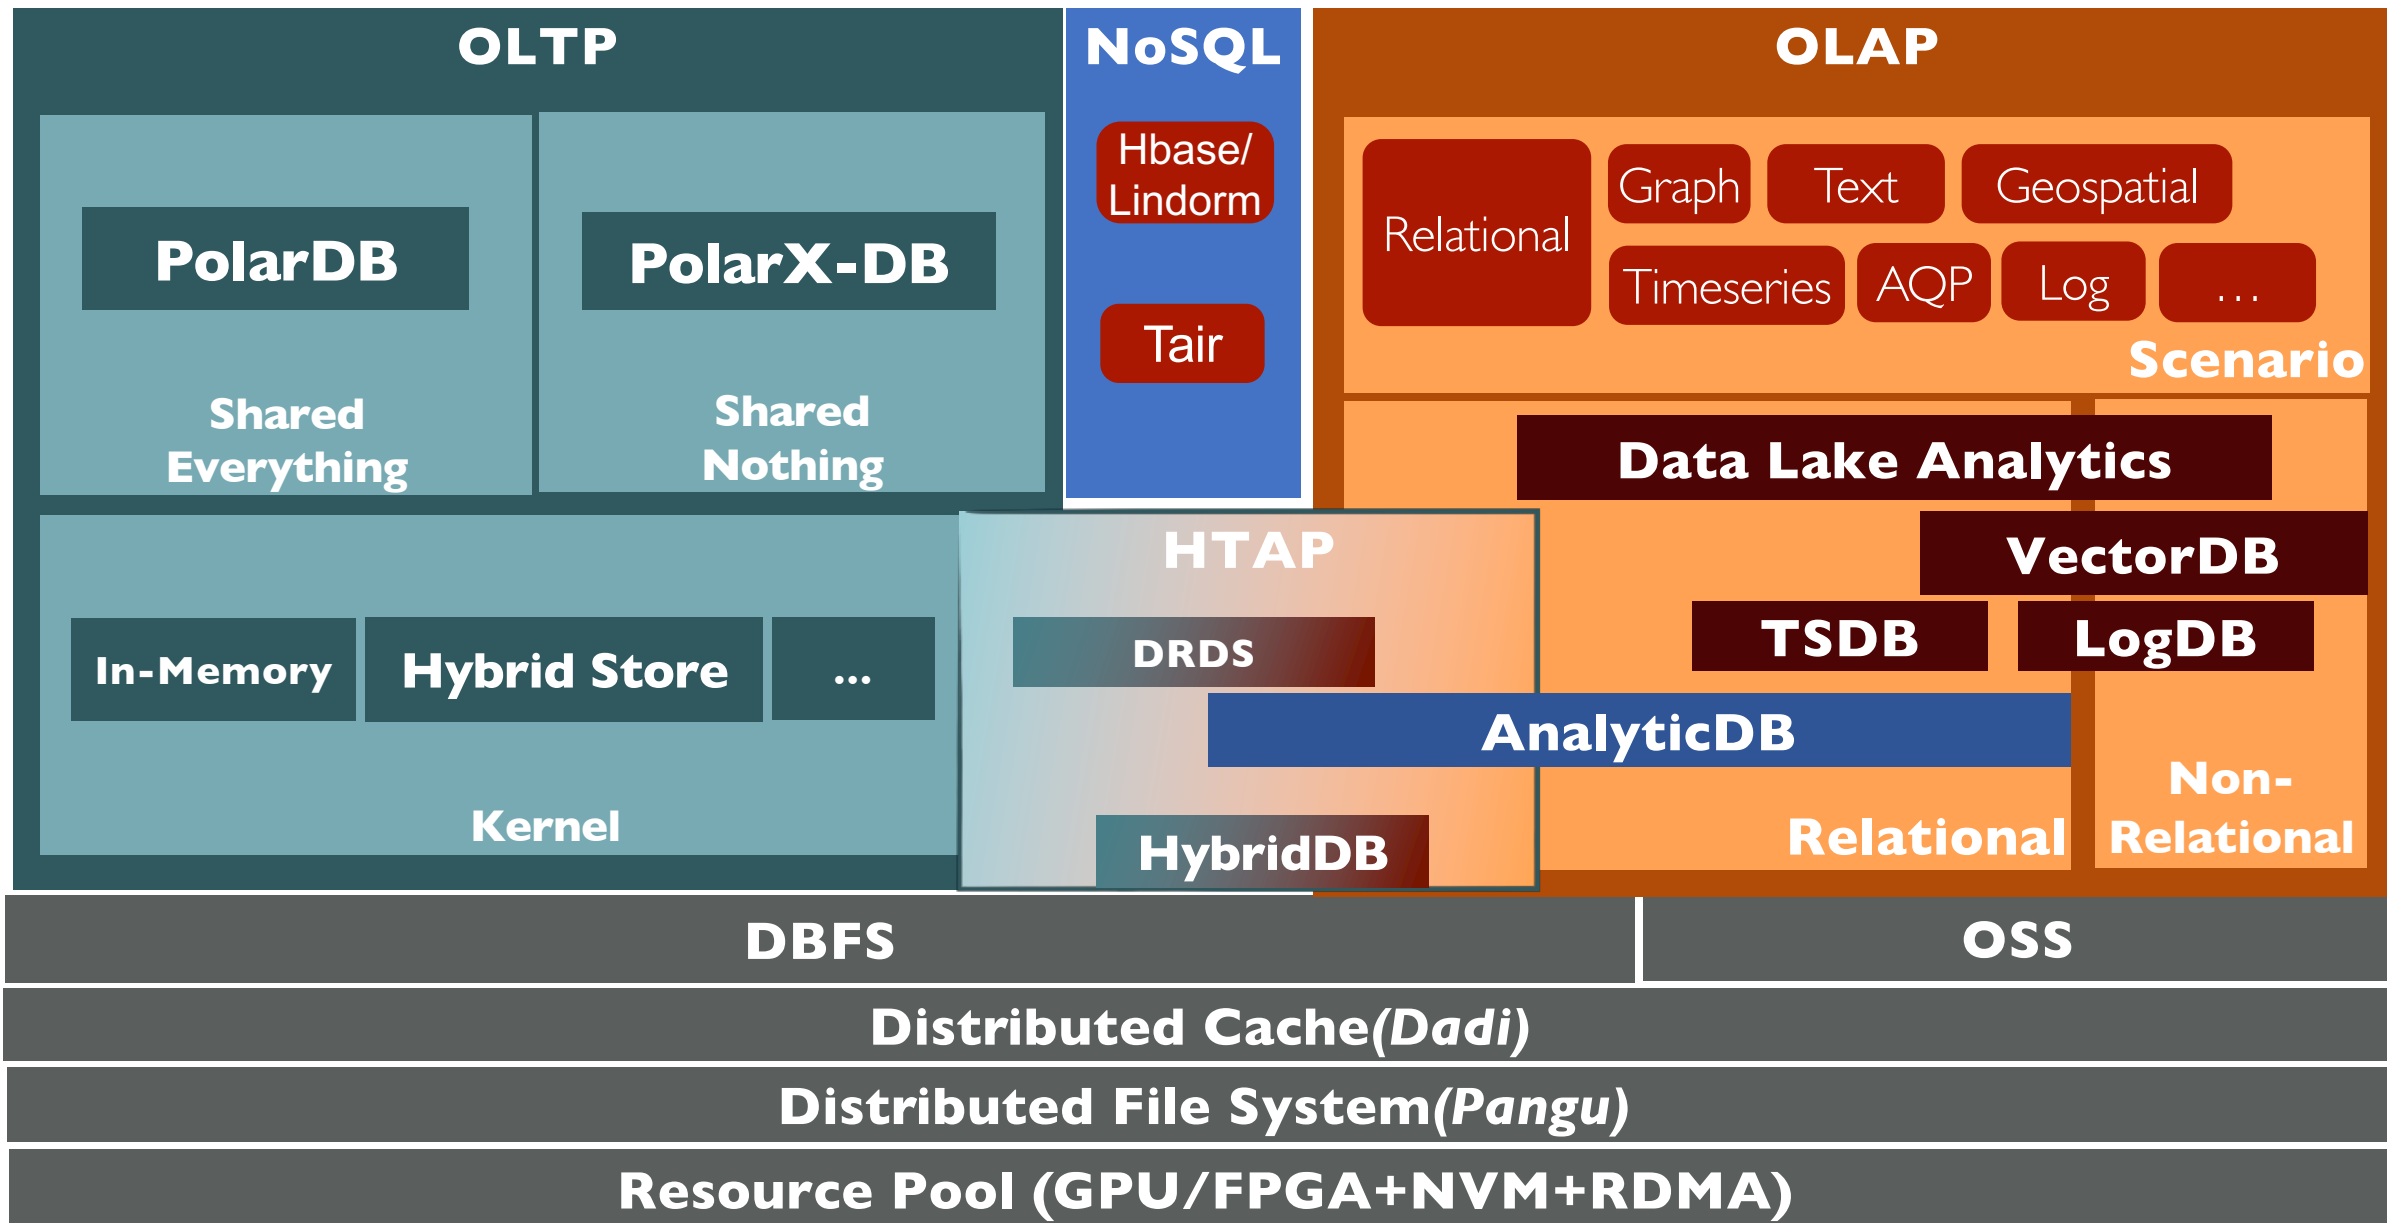 OLTP
PolarDB
Shared
Everything
PolarX-DB
Shared
Nothing
In-Memory
Hybrid Store
...
Kernel
NoSQL
Hbase/
Lindorm
Tair
OLAP
Relational
Graph
Text
Geospatial
Timeseries
AQP
Log
...
Scenario
Data Lake Analytics
VectorDB
TSDB
LogDB
HTAP
DRDS
AnalyticDB
HybridDB
Relational
Non-
Relational
DBFS
OSS
Distributed Cache(Dadi)
Distributed File System(Pangu)
Resource Pool (GPU/FPGA+NVM+RDMA)